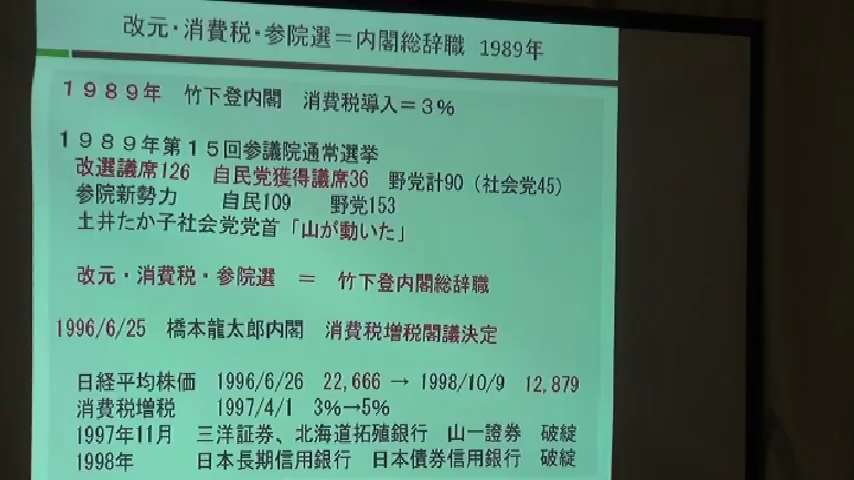 改元・消費税・参院選＝内閣総辞職 1989年
１９８９年 竹下登内閣 消費税導入＝３％
１９８９年第１５回参議院通常選挙
改選議席126 自民党獲得議席36 野党計90（社会党45）
参院新勢力 自民109 野党153
土井たか子社会党党首「山が動いた」
改元・消費税・参院選 ＝ 竹下登内閣総辞職
1996/6/25 橋本龍太郎内閣 消費税増税閣議決定
日経平均株価 1996/6/26 22,666 → 1998/10/9 12,879
消費税増税 1997/4/1 3%→5%
1997年11月 三洋証券、北海道拓殖銀行 山一證券 破綻
1998年 日本長期信用銀行 日本債券信用銀行 破綻